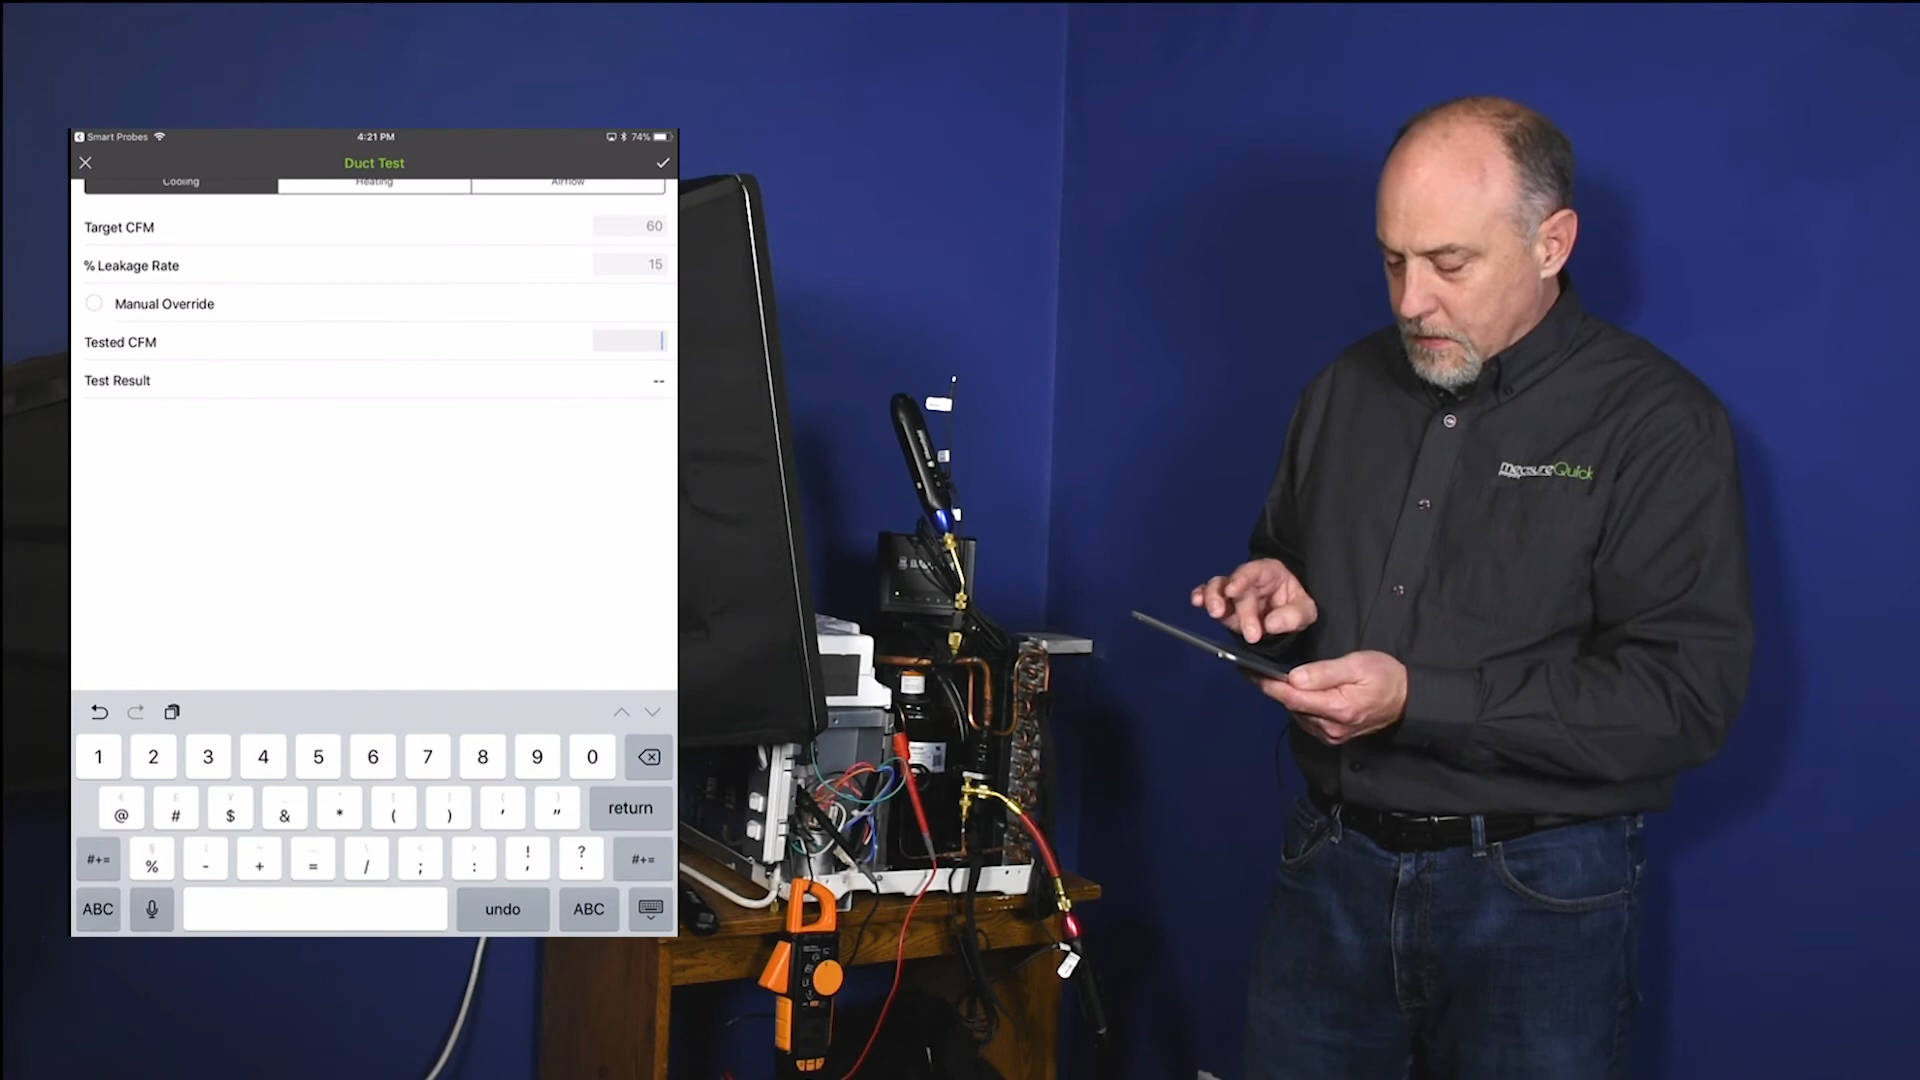 Smart Probes 4:21 PM 74%
Duct Test
Cooling Heating Airflow
Target CFM 60
% Leakage Rate 15
Manual Override
Tested CFM
Test Result --
1 2 3 4 5 6 7 8 9 0
@ # $ & * ( ) ' " return
#+= % - + = / ; : ! , ? . #+=
ABC undo ABC
measureQuick